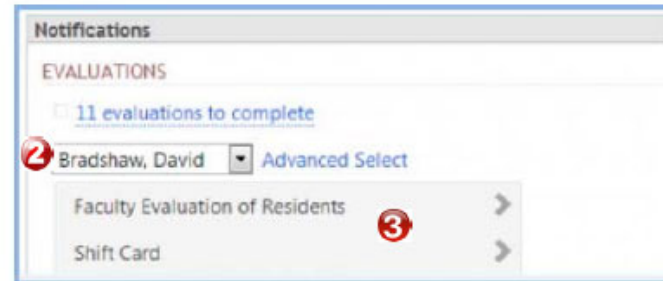 Notifications
EVALUATIONS
11 evaluations to complete
2 Bradshaw, David Advanced Select
Faculty Evaluation of Residents
3
Shift Card